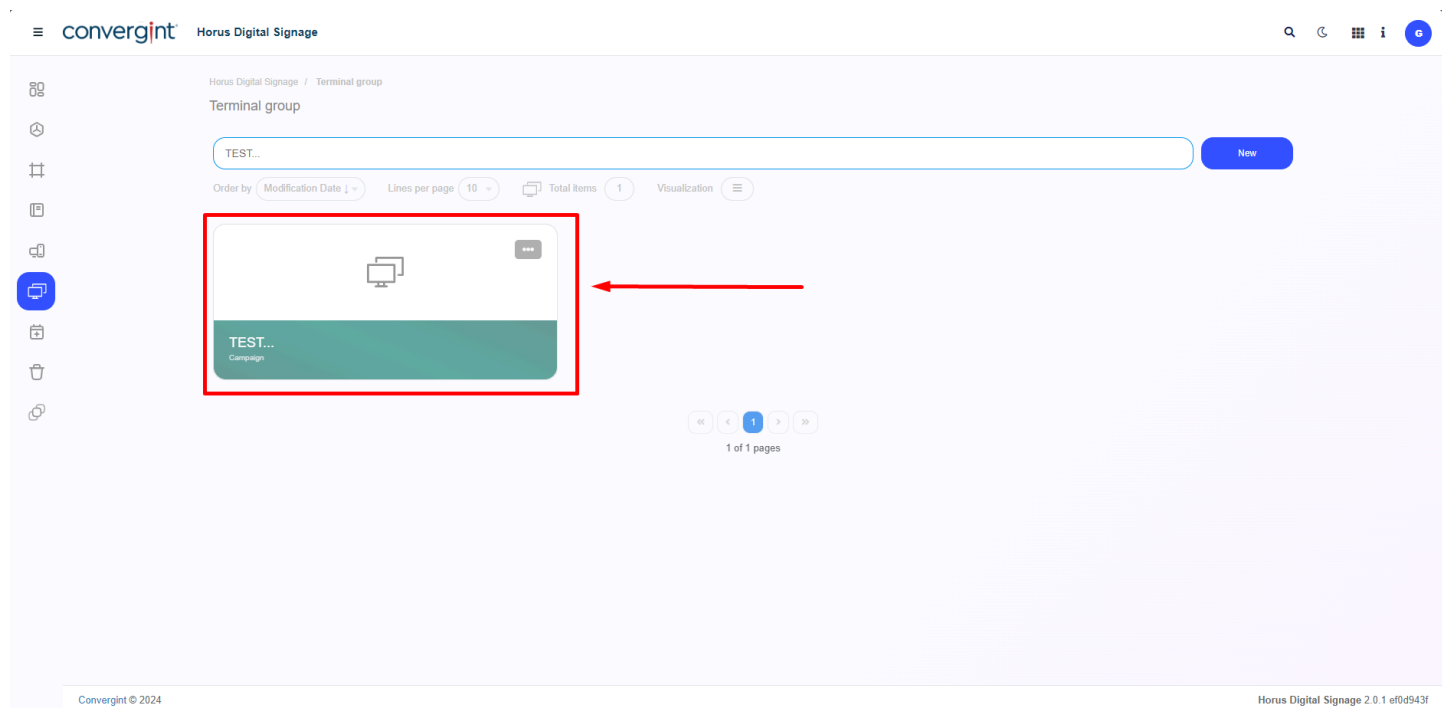 convergint Horus Digital Signage
G
Horus Digital Signage / Terminal group
Terminal group
TEST...
New
Order by Modification Date ↓ Lines per page 10 Total Items 1 Visualization
TEST...
Campaign
« ‹ 1 › »
1 of 1 pages
Convergint © 2024
Horus Digital Signage 2.0.1 ef0d943f